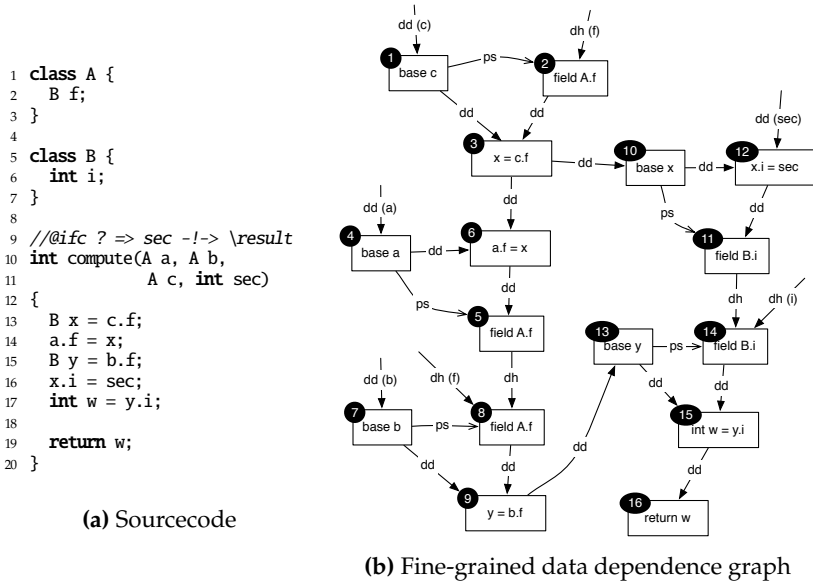 1 class A {
2 B f;
3 }
4
5 class B {
6 int i;
7 }
8
9 //@ifc ? => sec -!-> \result
10 int compute(A a, A b,
11 A c, int sec)
12 {
13 B x = c.f;
14 a.f = x;
15 B y = b.f;
16 x.i = sec;
17 int w = y.i;
18
19 return w;
20 }
(a) Sourcecode
dd (c)
dh (f)
1 base c
ps
2 field A.f
dd
dd
dd (sec)
3 x = c.f
dd
10 base x
dd
12 x.i = sec
dd
ps
dd
dd (a)
4 base a
dd
6 a.f = x
11 field B.i
ps
dd
dh
dh (i)
5 field A.f
13 base y
ps
14 field B.i
dd (b)
dh (f)
dh
dd
dd
7 base b
ps
8 field A.f
15 int w = y.i
dd
dd
dd
dd
9 y = b.f
16 return w
(b) Fine-grained data dependence graph